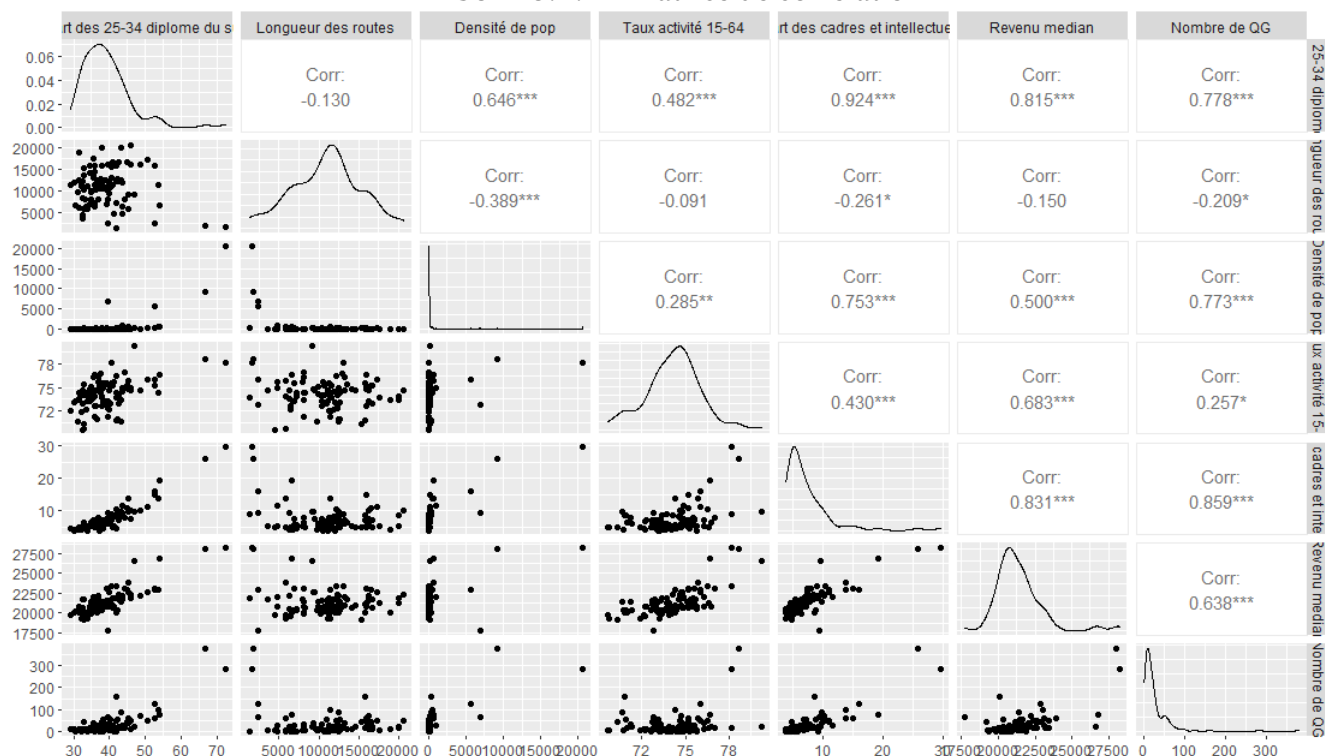 rt des 25-34 diplome du s
Longueur des routes
Densité de pop
Taux activité 15-64
rt des cadres et intellectue
Revenu median
Nombre de QG
0.06
0.04
0.02
0.00
Corr:
-0.130
Corr:
0.646***
Corr:
0.482***
Corr:
0.924***
Corr:
0.815***
Corr:
0.778***
25-34 diplom
20000
15000
10000
5000
Corr:
-0.389***
Corr:
-0.091
Corr:
-0.261*
Corr:
-0.150
Corr:
-0.209*
ngueur des rou
20000
15000
10000
5000
0
Corr:
0.285**
Corr:
0.753***
Corr:
0.500***
Corr:
0.773***
Densité de pop
78
75
72
Corr:
0.430***
Corr:
0.683***
Corr:
0.257*
ux activité 15-
30
20
10
Corr:
0.831***
Corr:
0.859***
cadres et inte
27500
25000
22500
20000
17500
Corr:
0.638***
Revenu media
300
200
100
0
Nombre de QG
30 40 50 60 70
5000 10000 15000 20000
0 5000 10000 15000 20000
72 75 78
10 20 30
17500 20000 22500 25000 27500
0 100 200 300